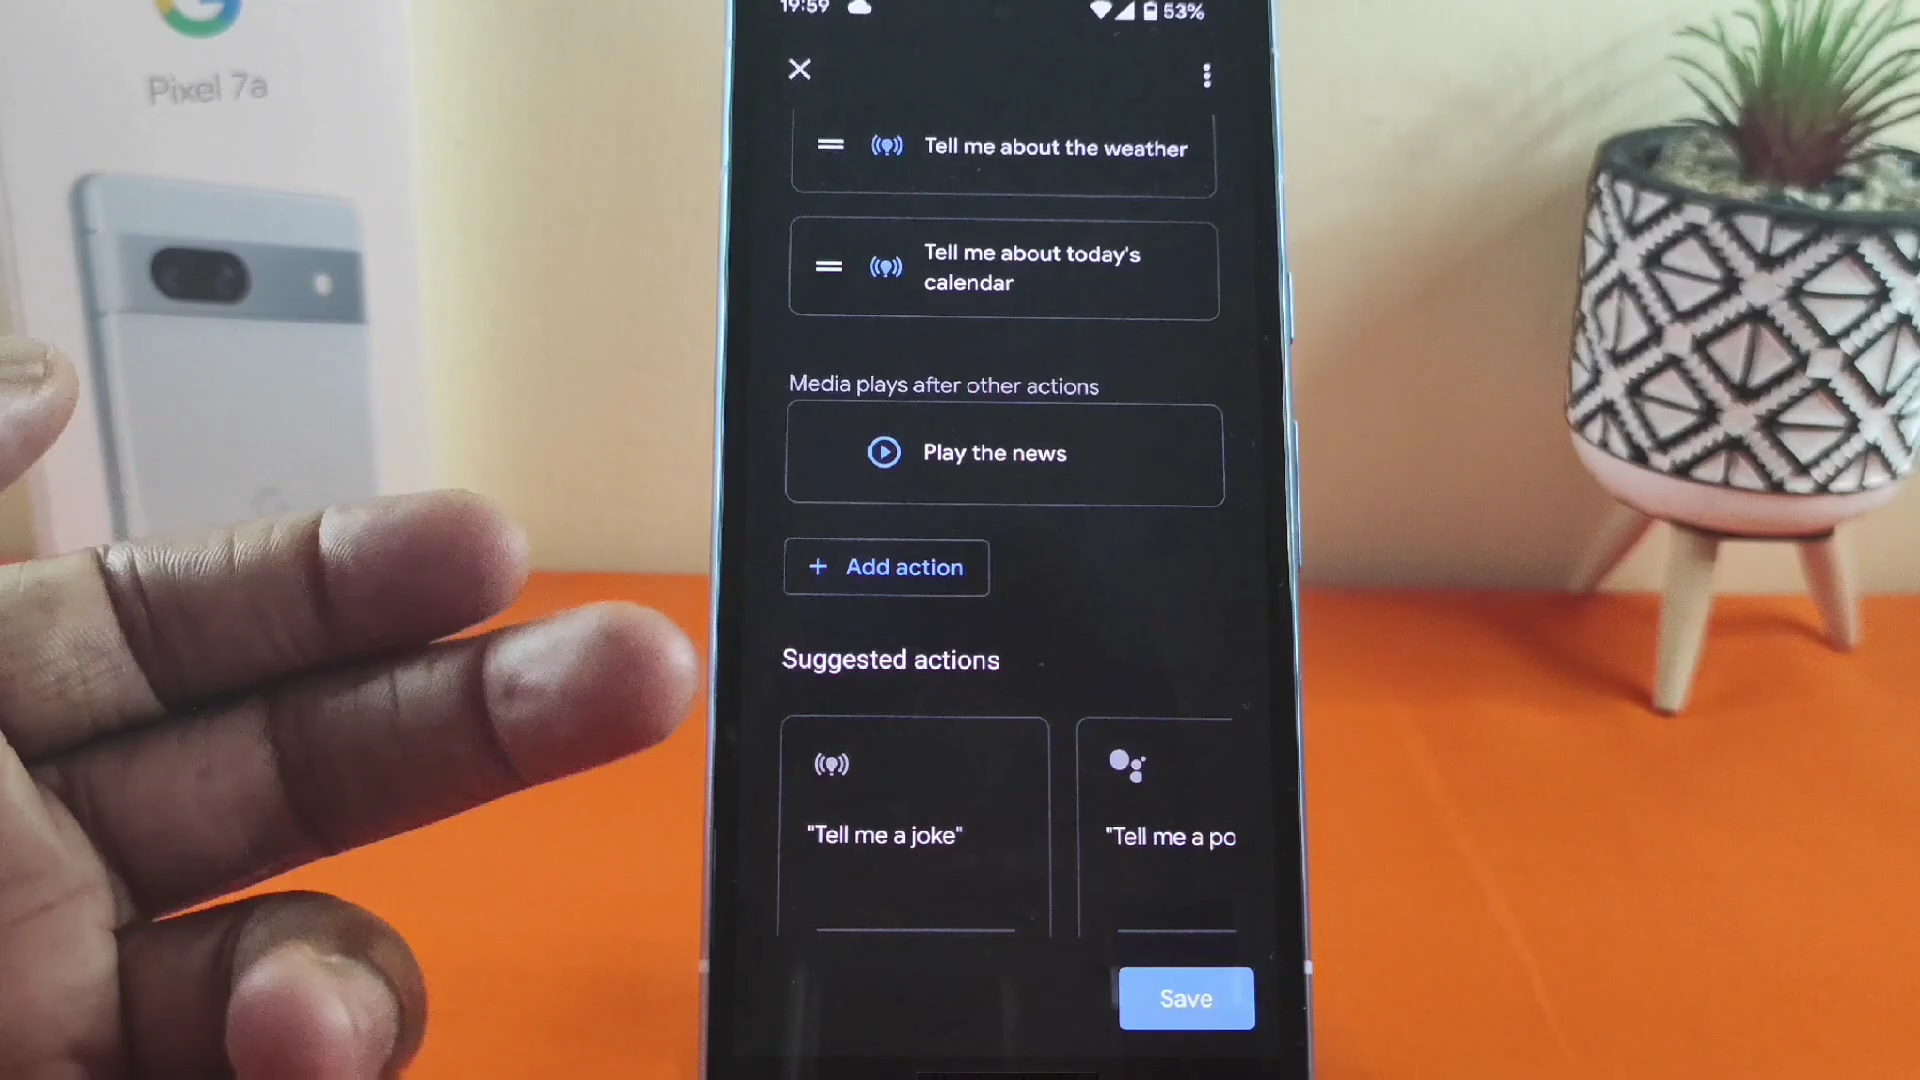 Pixel 7a
19:59
53%
Tell me about the weather
Tell me about today's
calendar
Media plays after other actions
Play the news
+ Add action
Suggested actions
"Tell me a joke"
"Tell me a po
Save